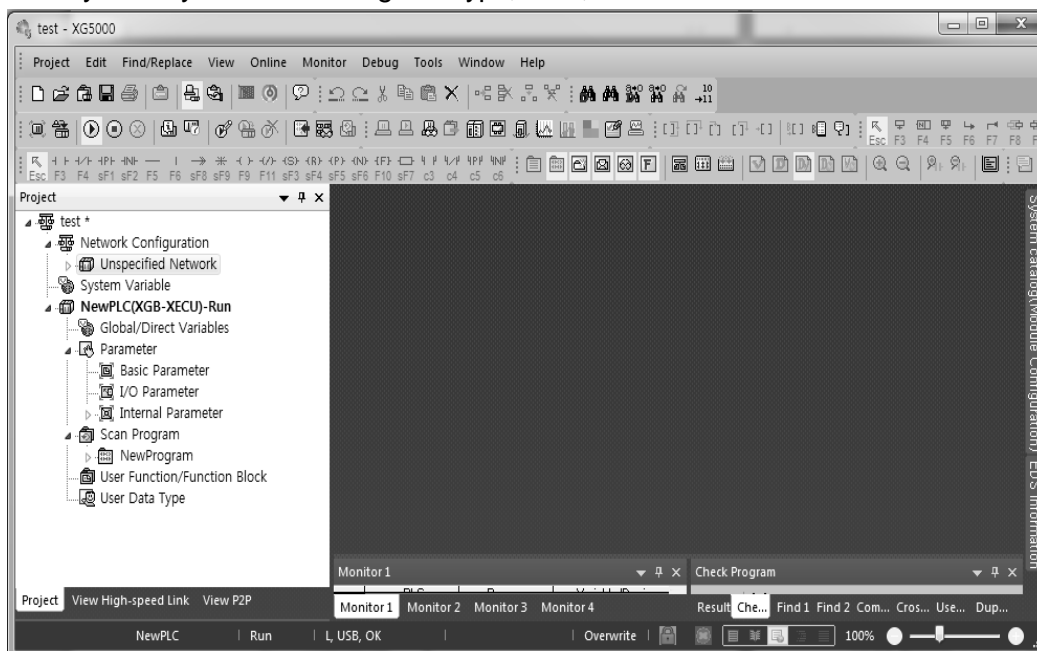 test - XG5000
Project Edit Find/Replace View Online Monitor Debug Tools Window Help
Esc F3 F4 F5 F6 F7 F8
Esc F3 F4 sF1 sF2 F5 F6 sF8 sF9 F9 F11 sF3 sF4 sF5 sF6 F10 sF7 c3 c4 c5 c6
Project
test *
Network Configuration
Unspecified Network
System Variable
NewPLC(XGB-XECU)-Run
Global/Direct Variables
Parameter
Basic Parameter
I/O Parameter
Internal Parameter
Scan Program
NewProgram
User Function/Function Block
User Data Type
System Catalog(Module Configuration)
EDS Information
Monitor 1
Check Program
Project View High-speed Link View P2P
Monitor 1 Monitor 2 Monitor 3 Monitor 4
Result Che... Find 1 Find 2 Com... Cros... Use... Dup...
NewPLC Run L, USB, OK Overwrite 100%